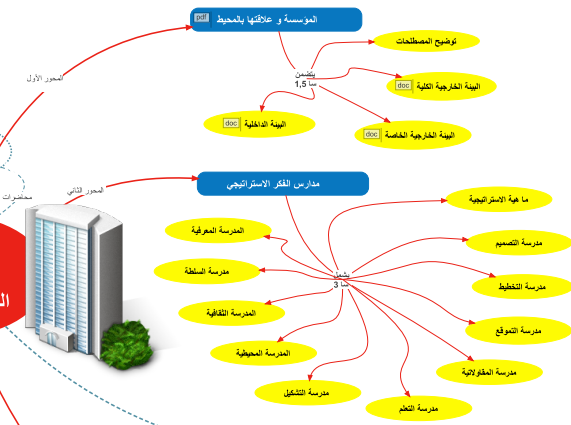 المؤسسة و علاقتها بالمحيط
pdf
المحور الأول
توضيح المصطلحات
يتضمن
1,5 سا
البيئة الخارجية الكلية
doc
البيئة الداخلية
doc
البيئة الخارجية الخاصة
doc
مدارس الفكر الاستراتيجي
المحور الثاني
محاضرات
ما هية الاستراتيجية
المدرسة المعرفية
مدرسة التصميم
مدرسة السلطة
يشمل
3 سا
مدرسة التخطيط
المدرسة الثقافية
مدرسة التموقع
المدرسة المحيطية
مدرسة المقاولاتية
مدرسة التشكيل
مدرسة التعلم